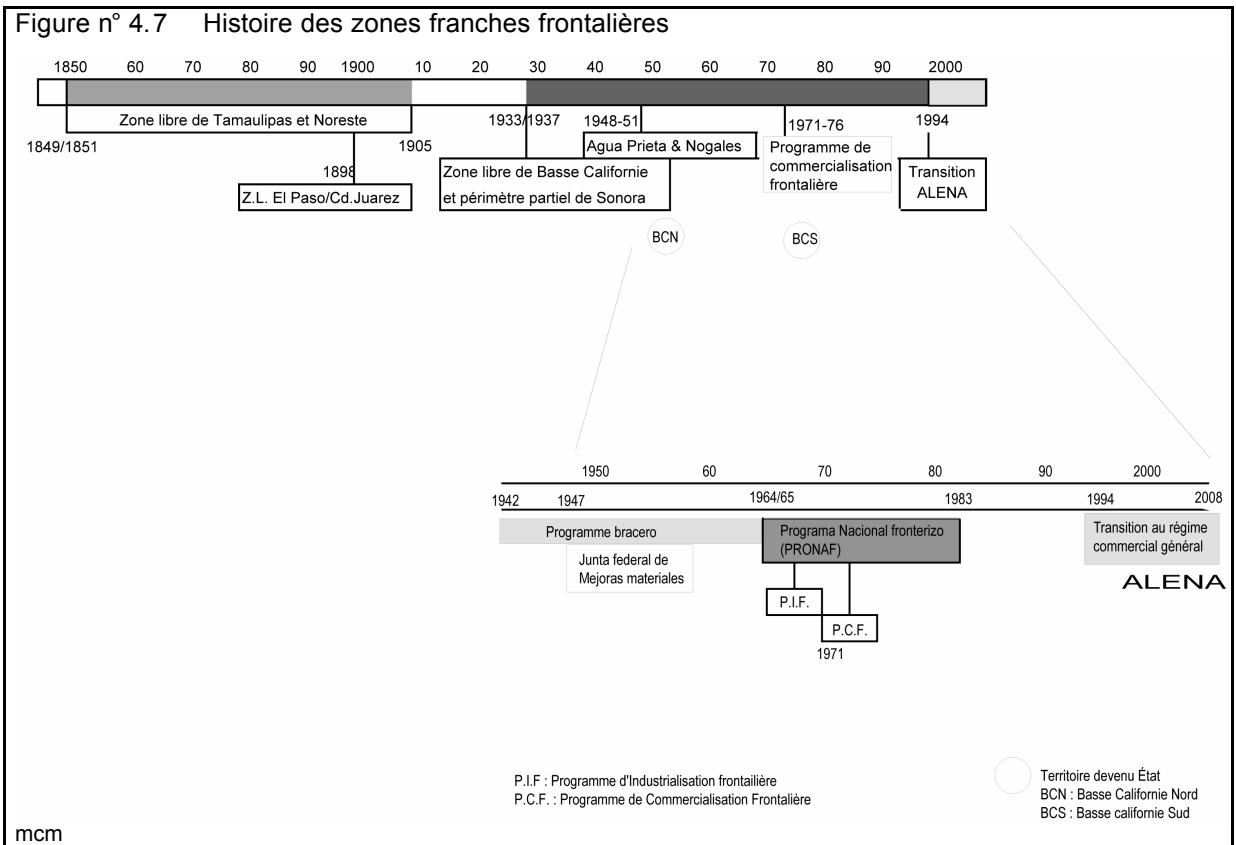 Figure n° 4.7 Histoire des zones franches frontalières
1850 60 70 80 90 1900 10 20 30 40 50 60 70 80 90 2000
Zone libre de Tamaulipas et Noreste
1849/1851
1905
1933/1937
1948-51
1971-76
1994
Agua Prieta & Nogales
Programme de
commercialisation
frontalière
1898
Z.L. El Paso/Cd.Juarez
Zone libre de Basse Californie
et périmètre partiel de Sonora
Transition
ALENA
BCN
BCS
1950 60 70 80 90 2000
1942 1947 1964/65 1983 1994 2008
Programme bracero
Junta federal de
Mejoras materiales
Programa Nacional fronterizo
(PRONAF)
Transition au régime
commercial général
ALENA
P.I.F.
P.C.F.
1971
P.I.F : Programme d'Industrialisation frontailière
P.C.F. : Programme de Commercialisation Frontalière
Territoire devenu État
BCN : Basse Californie Nord
BCS : Basse californie Sud
mcm